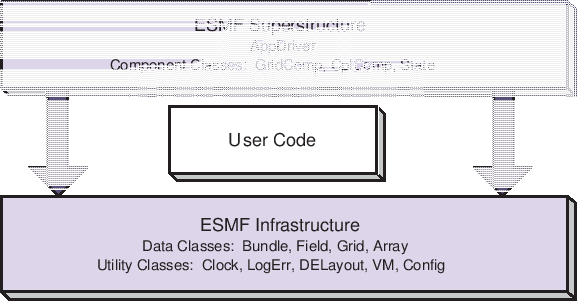 ESMF Superstructure
AppDriver
Component Classes: GridComp, CplComp, State
User Code
ESMF Infrastructure
Data Classes: Bundle, Field, Grid, Array
Utility Classes: Clock, LogErr, DELayout, VM, Config